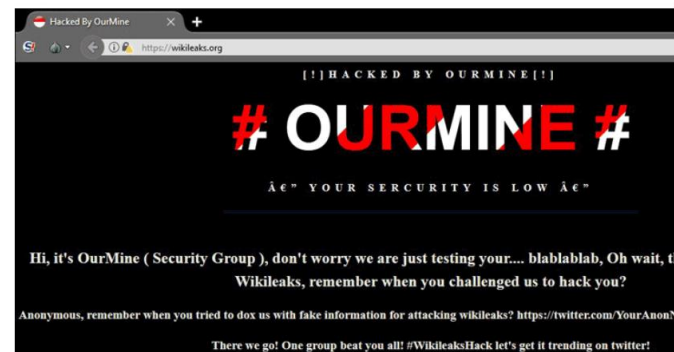 Hacked By OurMine
https://wikileaks.org
[!]HACKED BY OURMINE[!]
# OURMINE #
— YOUR SERCURITY IS LOW —
Hi, it's OurMine ( Security Group ), don't worry we are just testing your.... blablablab, Oh wait,
Wikileaks, remember when you challenged us to hack you?
Anonymous, remember when you tried to dox us with fake information for attacking wikileaks? https://twitter.com/YourAnon
There we go! One group beat you all! #WikileaksHack let's get it trending on twitter!